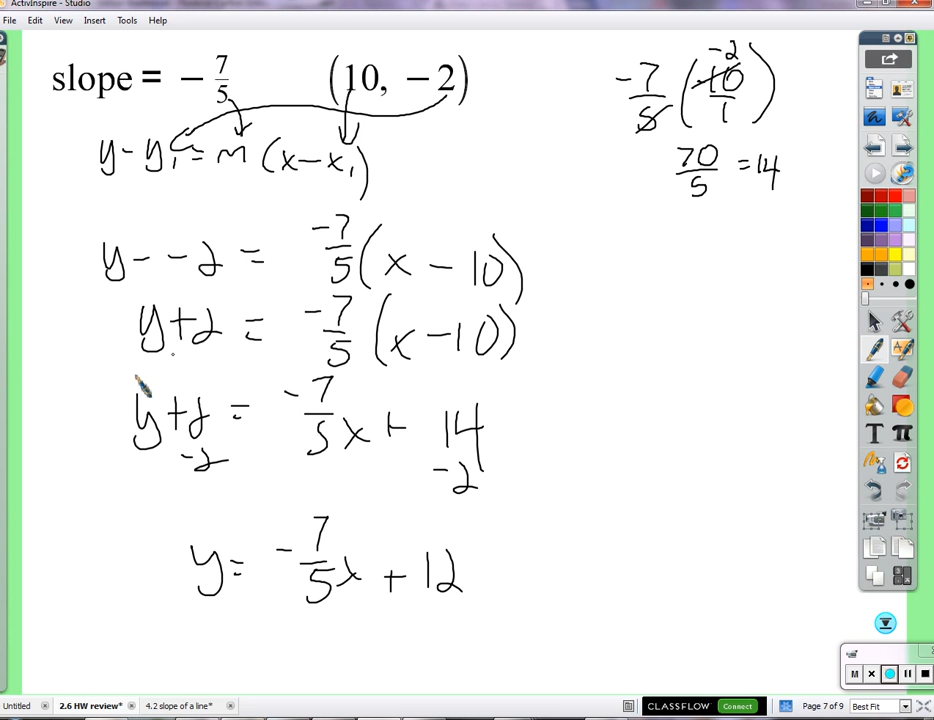 ActivInspire - Studio
File Edit View Insert Tools Help
slope = − 7/5 (10, − 2)
y - y₁ = m (x - x₁)
y - - 2 = -7/5 (x - 10)
y + 2 = -7/5 (x - 10)
y + 2 = -7/5 x + 14
-2 -2
y = -7/5 x + 12
-2
-7/5 (10/1)
70/5 = 14
T π
M
Untitled 2.6 HW review* 4.2 slope of a line*
CLASSFLOW Connect Page 7 of 9 Best Fit